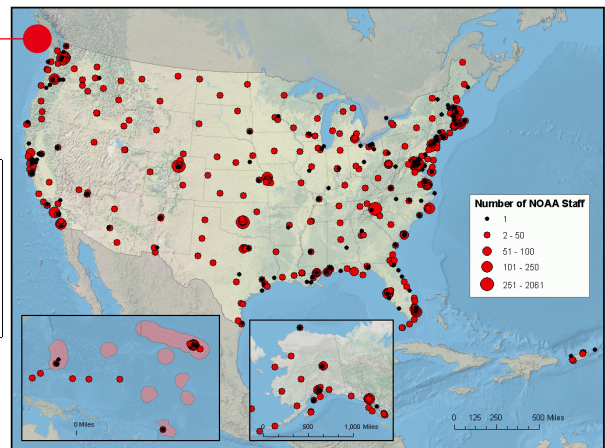 Number of NOAA Staff
1
2 - 50
51 - 100
101 - 250
251 - 2061
0 Miles
0 500 1,000 Miles
0 125 250 500 Miles